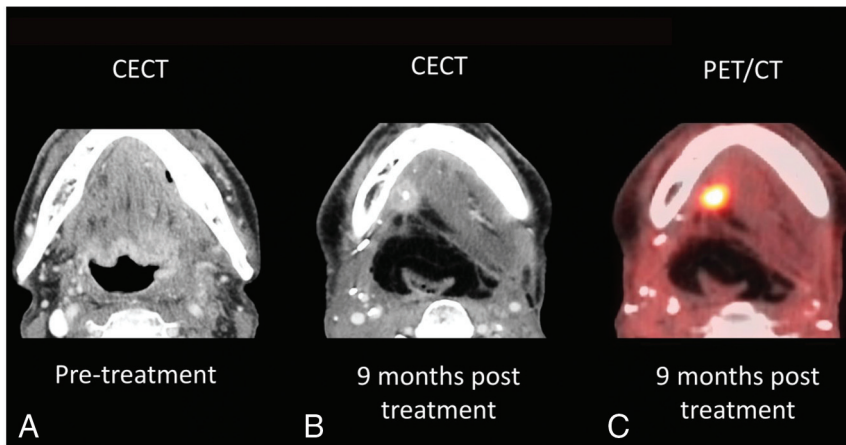 CECT
CECT
PET/CT
Pre-treatment
9 months post
treatment
9 months post
treatment
A
B
C